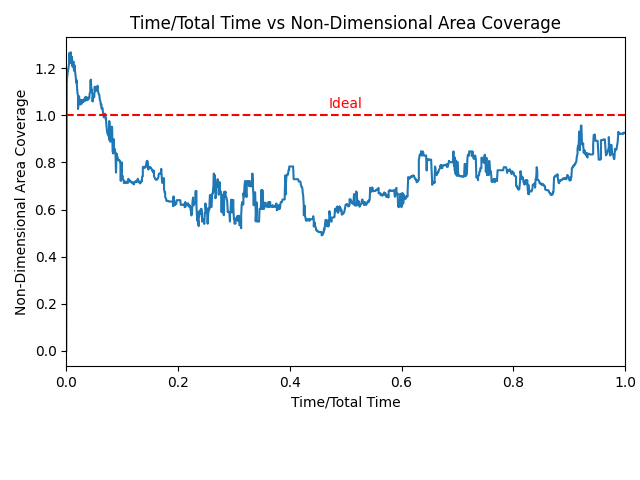 Time/Total Time vs Non-Dimensional Area Coverage
Non-Dimensional Area Coverage
1.2
1.0
0.8
0.6
0.4
0.2
0.0
Ideal
0.0 0.2 0.4 0.6 0.8 1.0
Time/Total Time